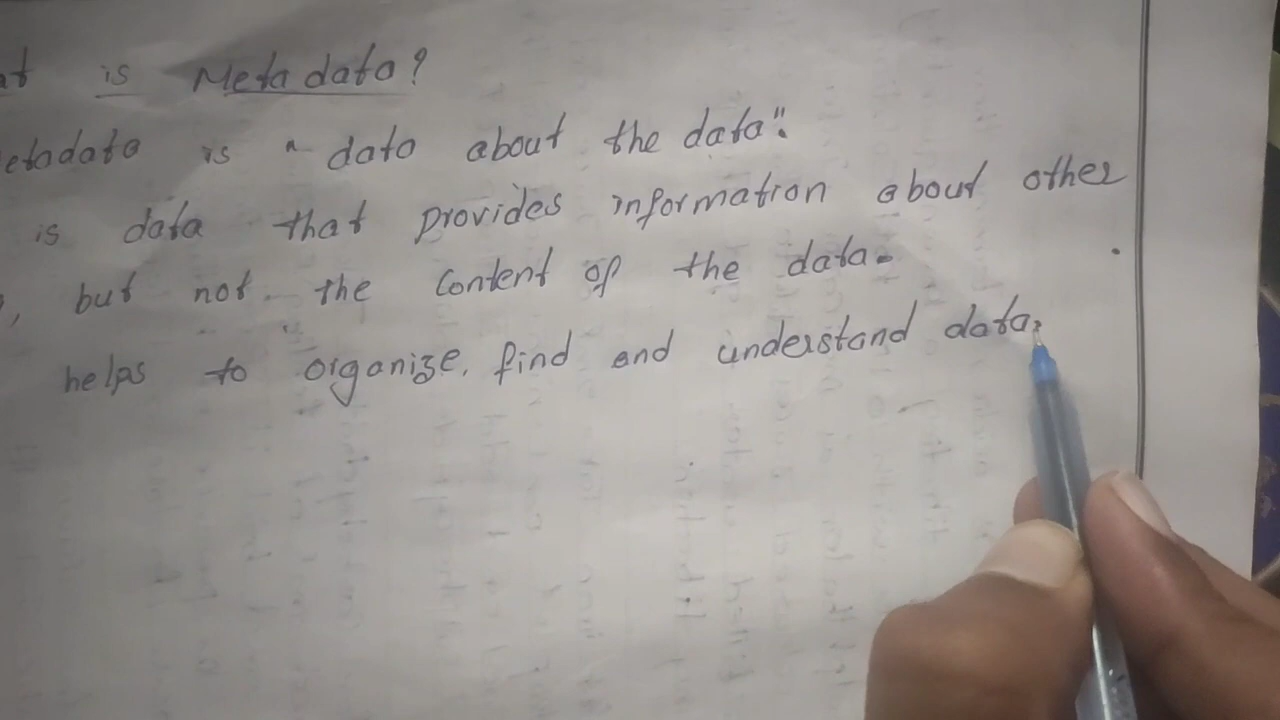 at is Metadata?
etadata is "data about the data".
is data that provides information about other
, but not the content of the data.
helps to organize, find and understand data.